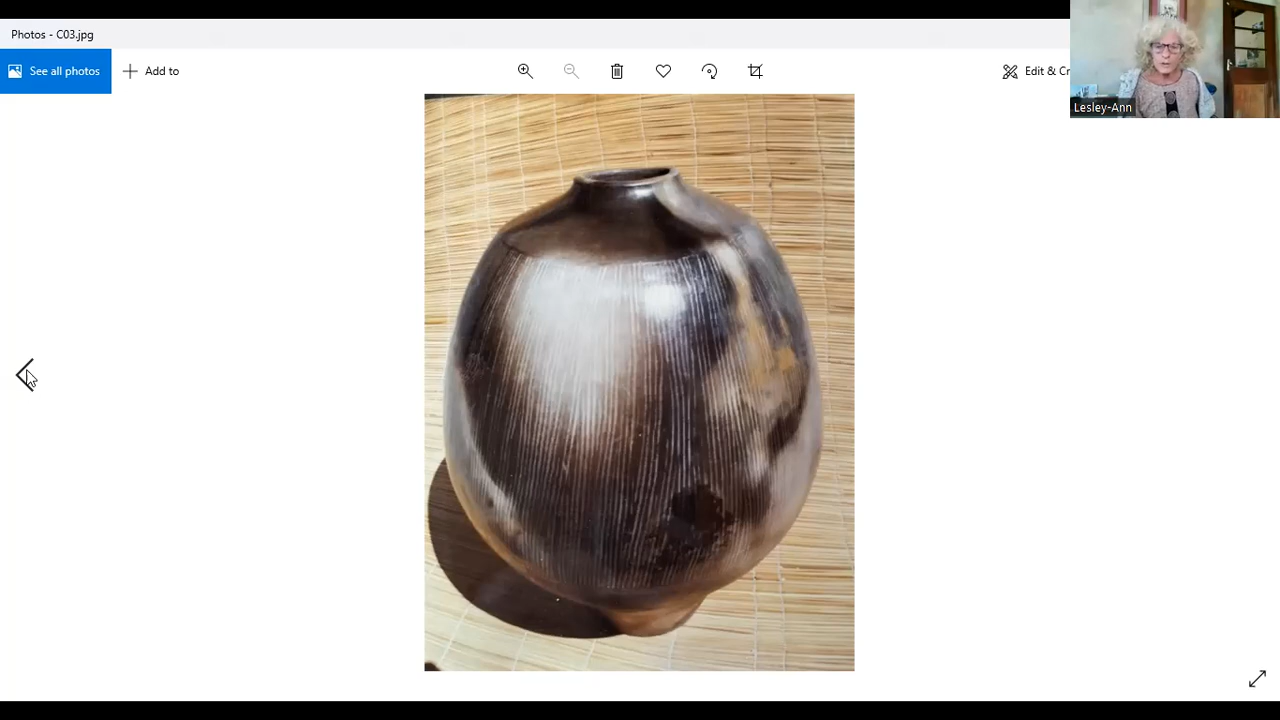 Photos - C03.jpg
See all photos
Add to
Edit & Cr
Lesley-Ann